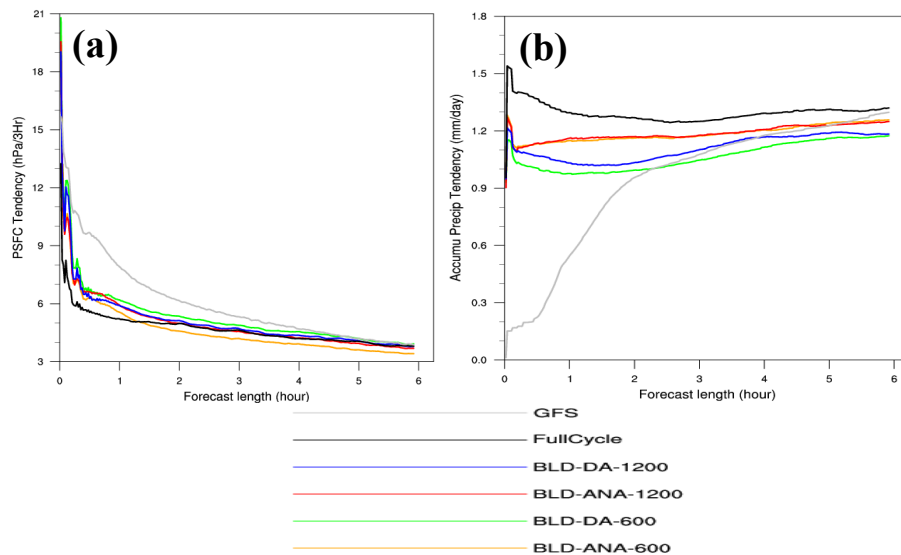 (a)
21
18
15
12
9
6
3
PSFC Tendency (hPa/3Hr)
0 1 2 3 4 5 6
Forecast length (hour)
(b)
1.8
1.5
1.2
0.9
0.6
0.3
0.0
Accumu Precip Tendency (mm/day)
0 1 2 3 4 5 6
Forecast length (hour)
GFS
FullCycle
BLD-DA-1200
BLD-ANA-1200
BLD-DA-600
BLD-ANA-600